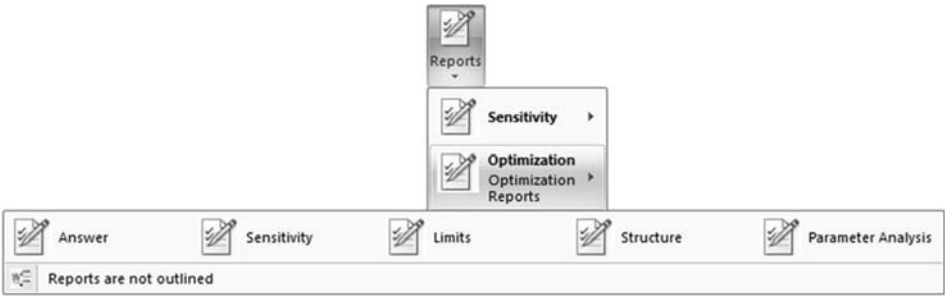 Reports
Sensitivity
Optimization
Optimization
Reports
Answer Sensitivity Limits Structure Parameter Analysis
Reports are not outlined